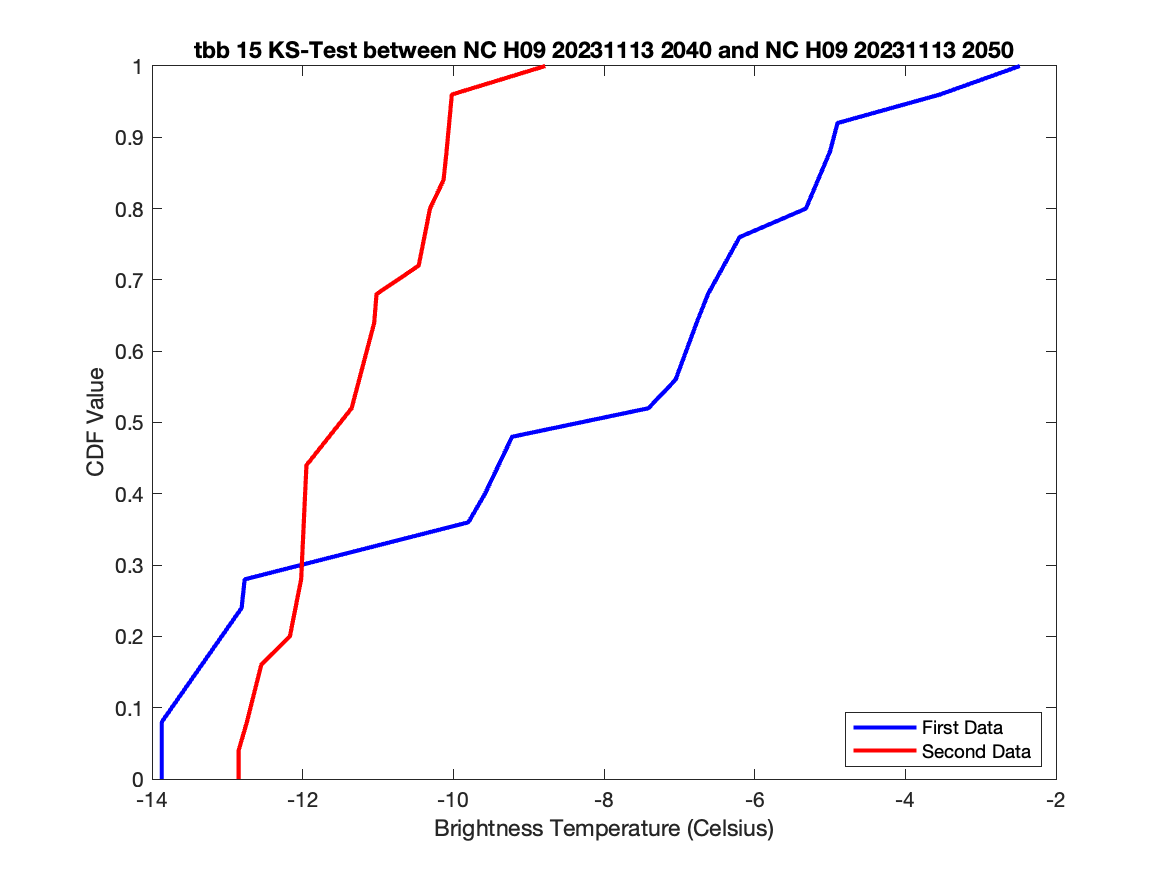 tbb 15 KS-Test between NC H09 20231113 2040 and NC H09 20231113 2050
1
0.9
0.8
0.7
0.6
0.5
0.4
0.3
0.2
0.1
0
CDF Value
First Data
Second Data
-14 -12 -10 -8 -6 -4 -2
Brightness Temperature (Celsius)